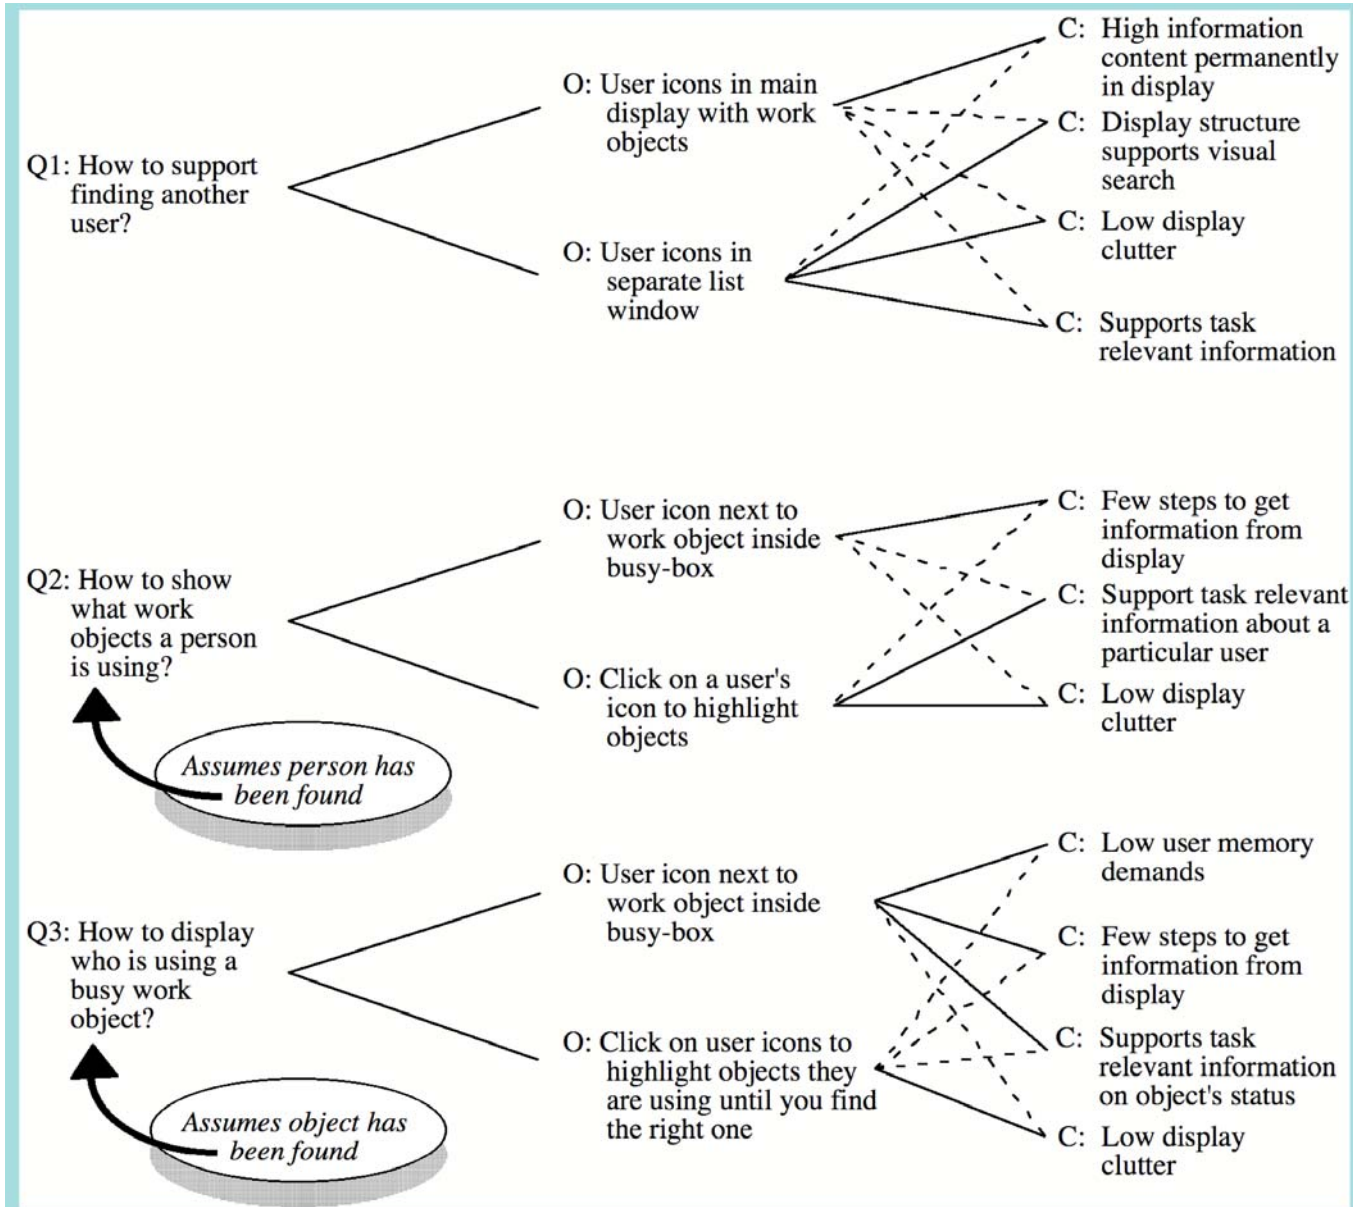 Q1: How to support
finding another
user?
O: User icons in main
display with work
objects
O: User icons in
separate list
window
C: High information
content permanently
in display
C: Display structure
supports visual
search
C: Low display
clutter
C: Supports task
relevant information
Q2: How to show
what work
objects a person
is using?
Assumes person has
been found
O: User icon next to
work object inside
busy-box
O: Click on a user's
icon to highlight
objects
C: Few steps to get
information from
display
C: Support task relevant
information about a
particular user
C: Low display
clutter
Q3: How to display
who is using a
busy work
object?
Assumes object has
been found
O: User icon next to
work object inside
busy-box
O: Click on user icons to
highlight objects they
are using until you find
the right one
C: Low user memory
demands
C: Few steps to get
information from
display
C: Supports task
relevant information
on object's status
C: Low display
clutter